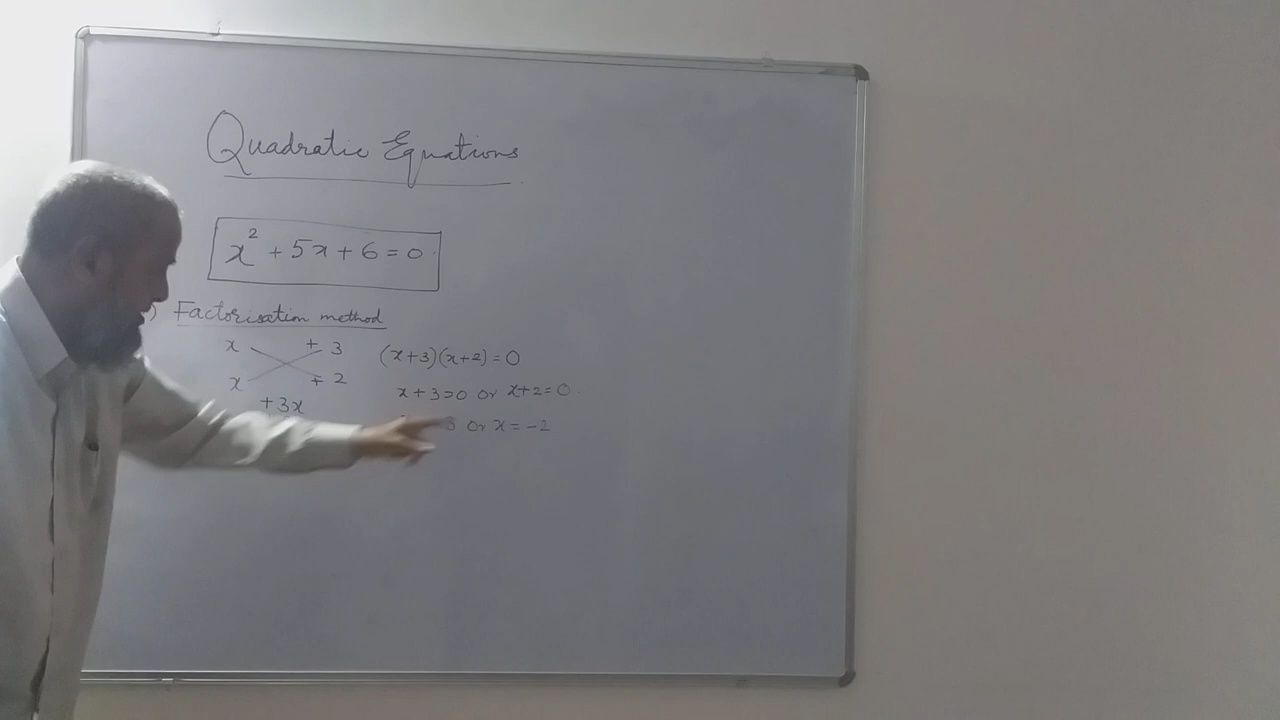 Quadratic Equations
x² + 5x + 6 = 0
) Factorisation method
x + 3 (x+3)(x+2) = 0
x + 2 x + 3 = 0 or x+2 = 0.
+3x
3 or x = -2